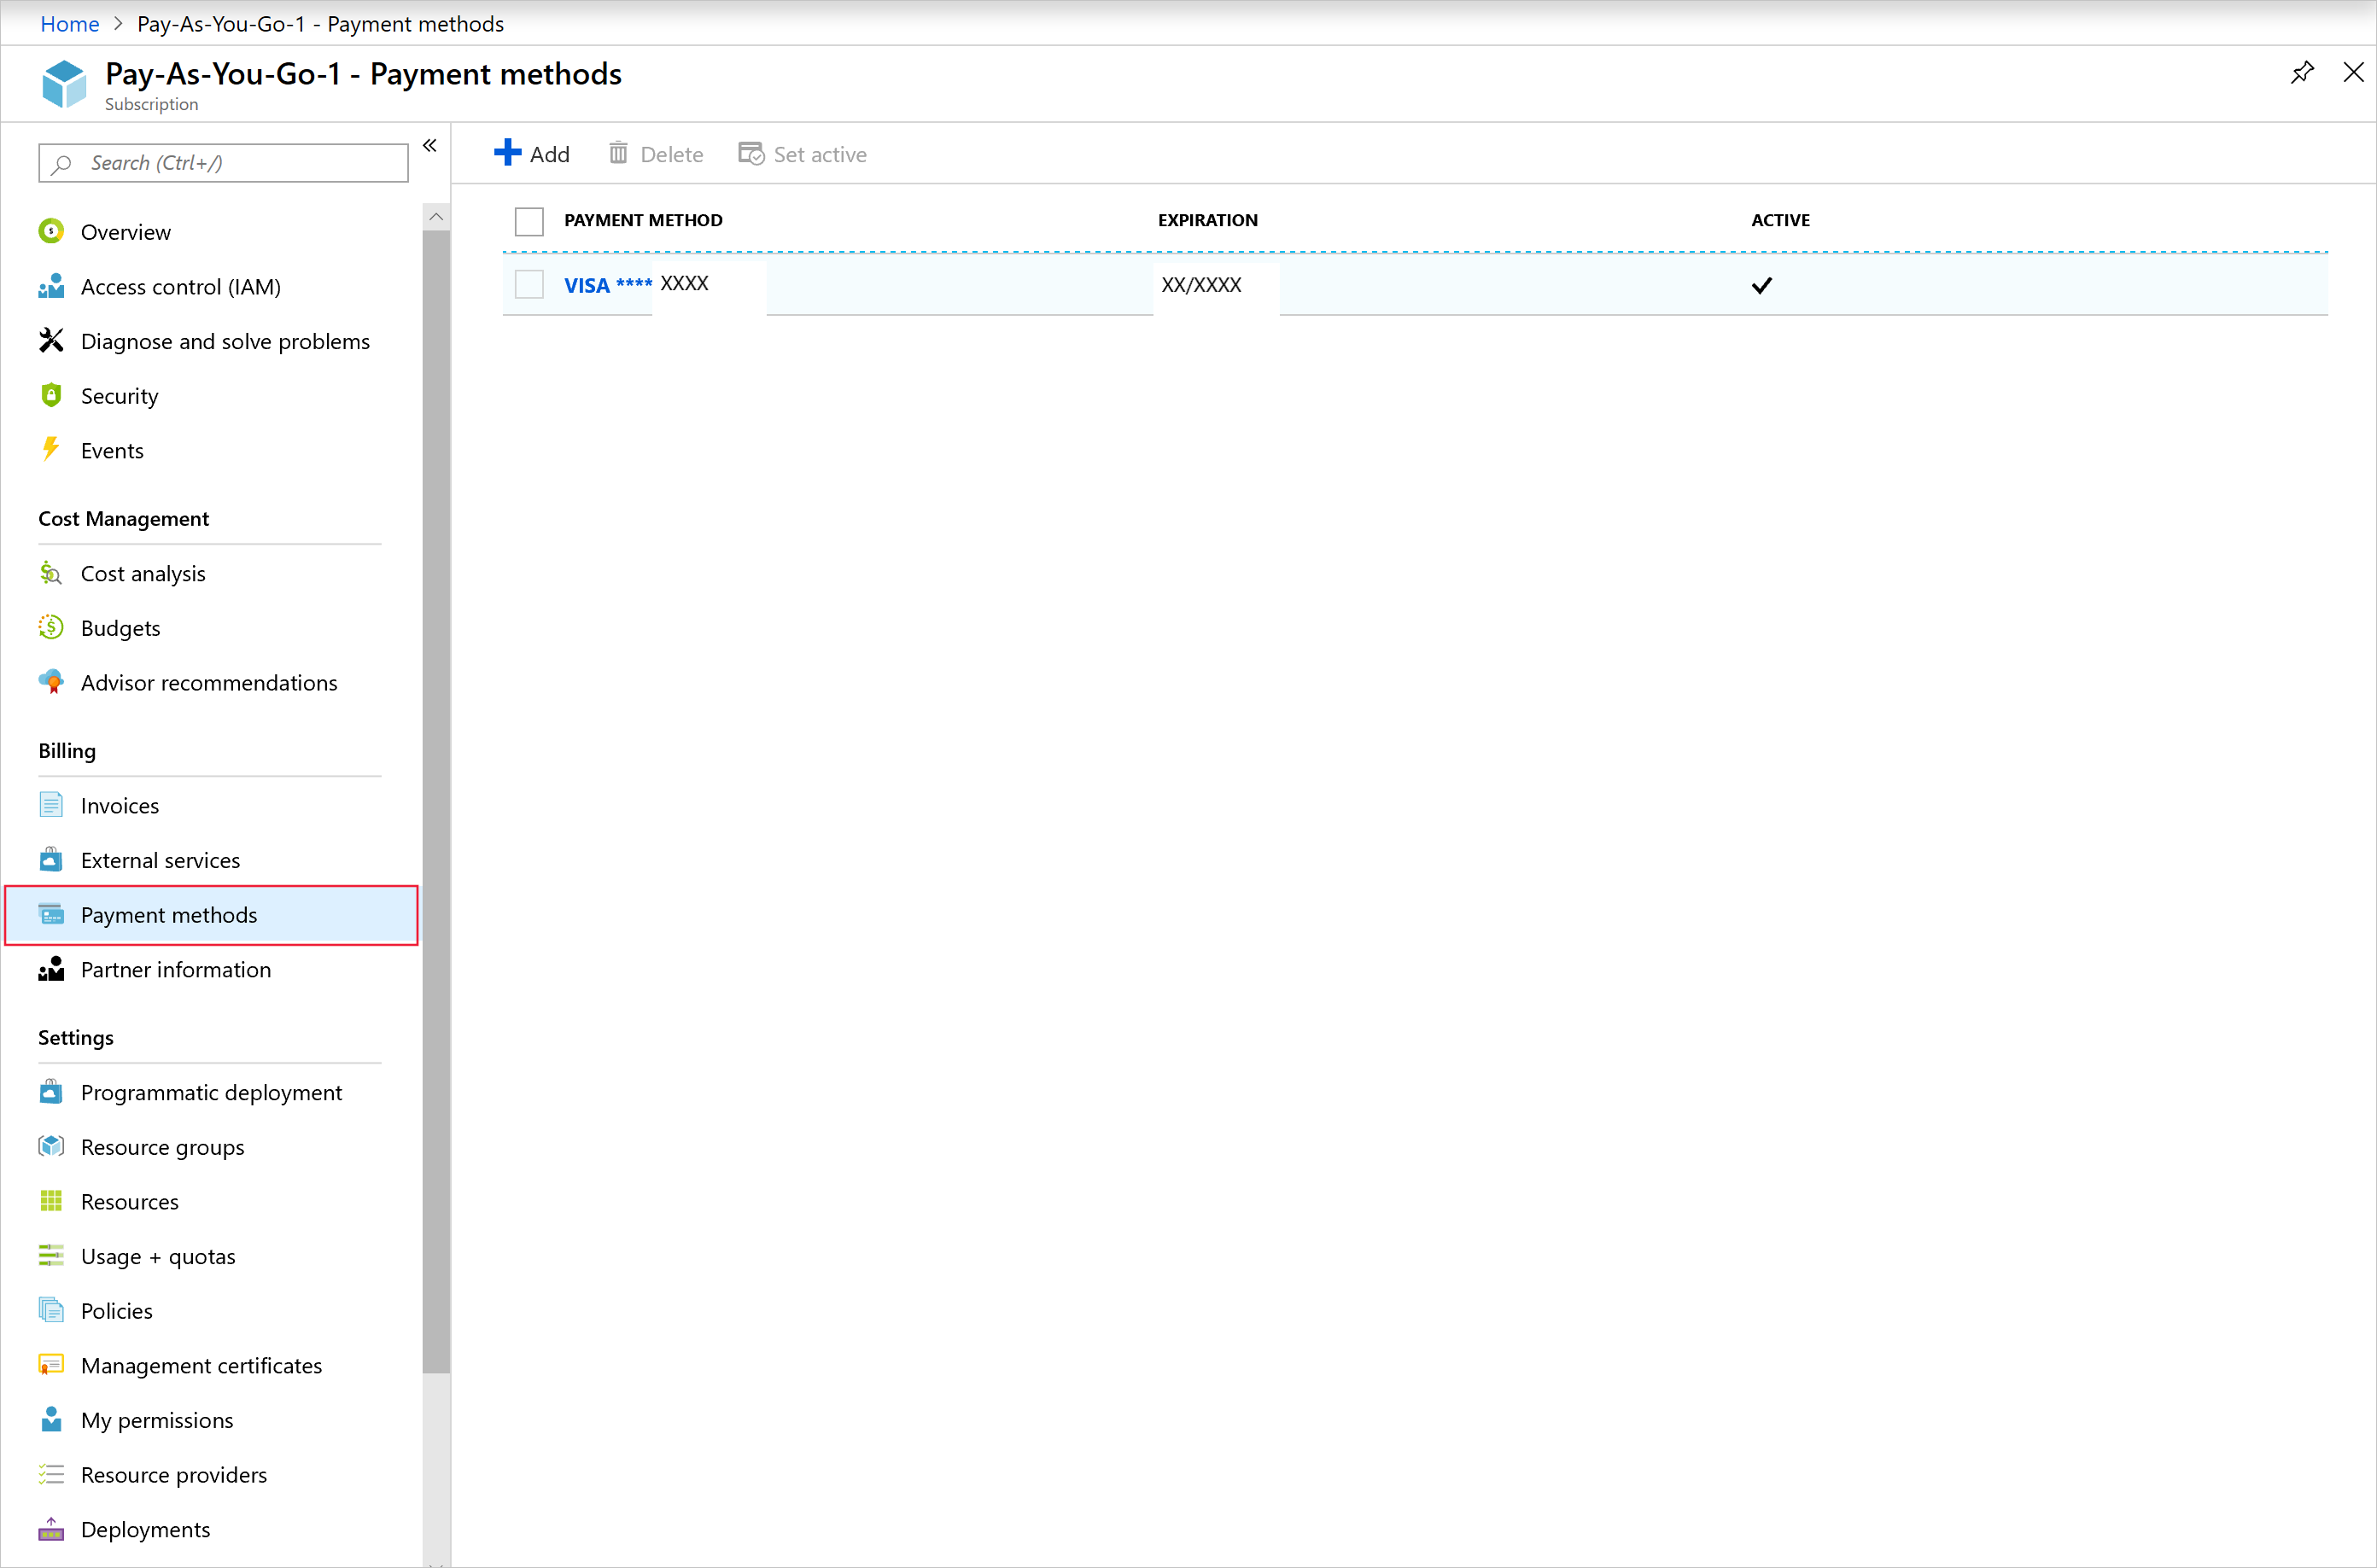 Home > Pay-As-You-Go-1 - Payment methods
Pay-As-You-Go-1 - Payment methods
Subscription
Search (Ctrl+/)
Overview
Access control (IAM)
Diagnose and solve problems
Security
Events
Cost Management
Cost analysis
Budgets
Advisor recommendations
Billing
Invoices
External services
Payment methods
Partner information
Settings
Programmatic deployment
Resource groups
Resources
Usage + quotas
Policies
Management certificates
My permissions
Resource providers
Deployments
Add Delete Set active
PAYMENT METHOD EXPIRATION ACTIVE
VISA **** XXXX XX/XXXX